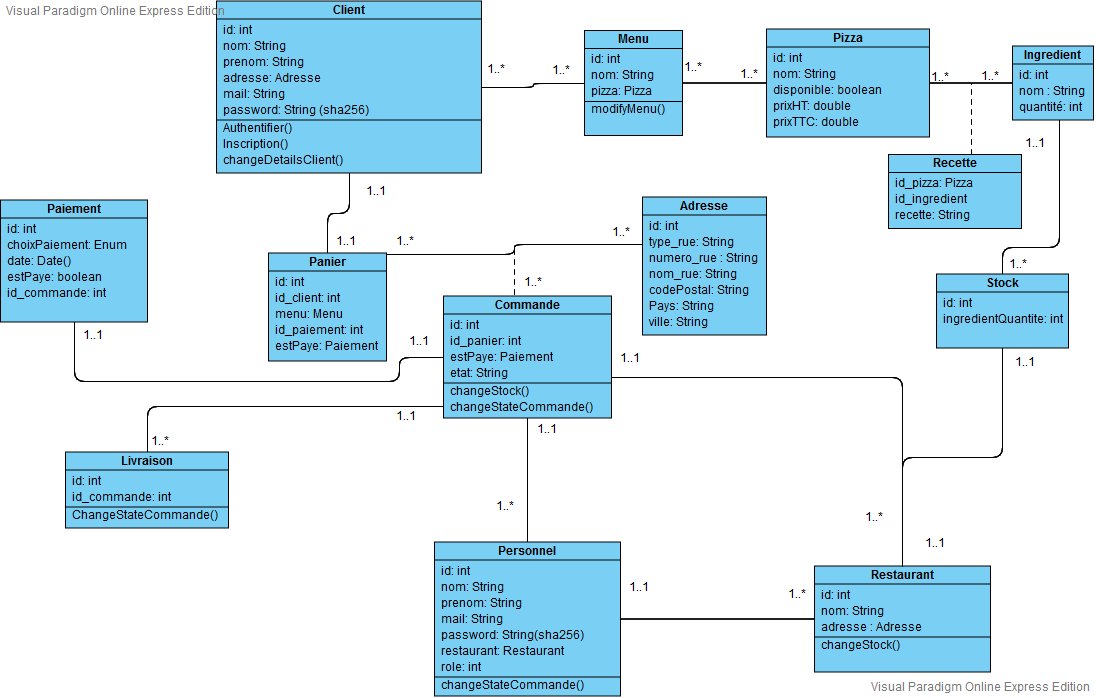 Visual Paradigm Online Express Edition
Client
id: int
nom: String
prenom: String
adresse: Adresse
mail: String
password: String (sha256)
Authentifier()
Inscription()
changeDetailsClient()
1..*
1..*
Menu
id: int
nom: String
pizza: Pizza
modifyMenu()
1..*
1..*
Pizza
id: int
nom: String
disponible: boolean
prixHT: double
prixTTC: double
1..*
1..*
Ingredient
id: int
nom : String
quantité: int
1..1
Recette
id_pizza: Pizza
id_ingredient
recette: String
1..1
1..1
Paiement
id: int
choixPaiement: Enum
date: Date()
estPaye: boolean
id_commande: int
1..1
Panier
id: int
id_client: int
menu: Menu
id_paiement: int
estPaye: Paiement
1..*
1..*
1..*
Adresse
id: int
type_rue: String
numero_rue : String
nom_rue: String
codePostal: String
Pays: String
ville: String
1..*
Stock
id: int
ingredientQuantite: int
1..1
Commande
id: int
id_panier: int
estPaye: Paiement
etat: String
changeStock()
changeStateCommande()
1..1
1..1
1..1
1..1
1..*
Livraison
id: int
id_commande: int
ChangeStateCommande()
1..*
Personnel
id: int
nom: String
prenom: String
mail: String
password: String(sha256)
restaurant: Restaurant
role: int
changeStateCommande()
1..1
1..*
1..*
1..1
Restaurant
id: int
nom: String
adresse : Adresse
changeStock()
Visual Paradigm Online Express Edition